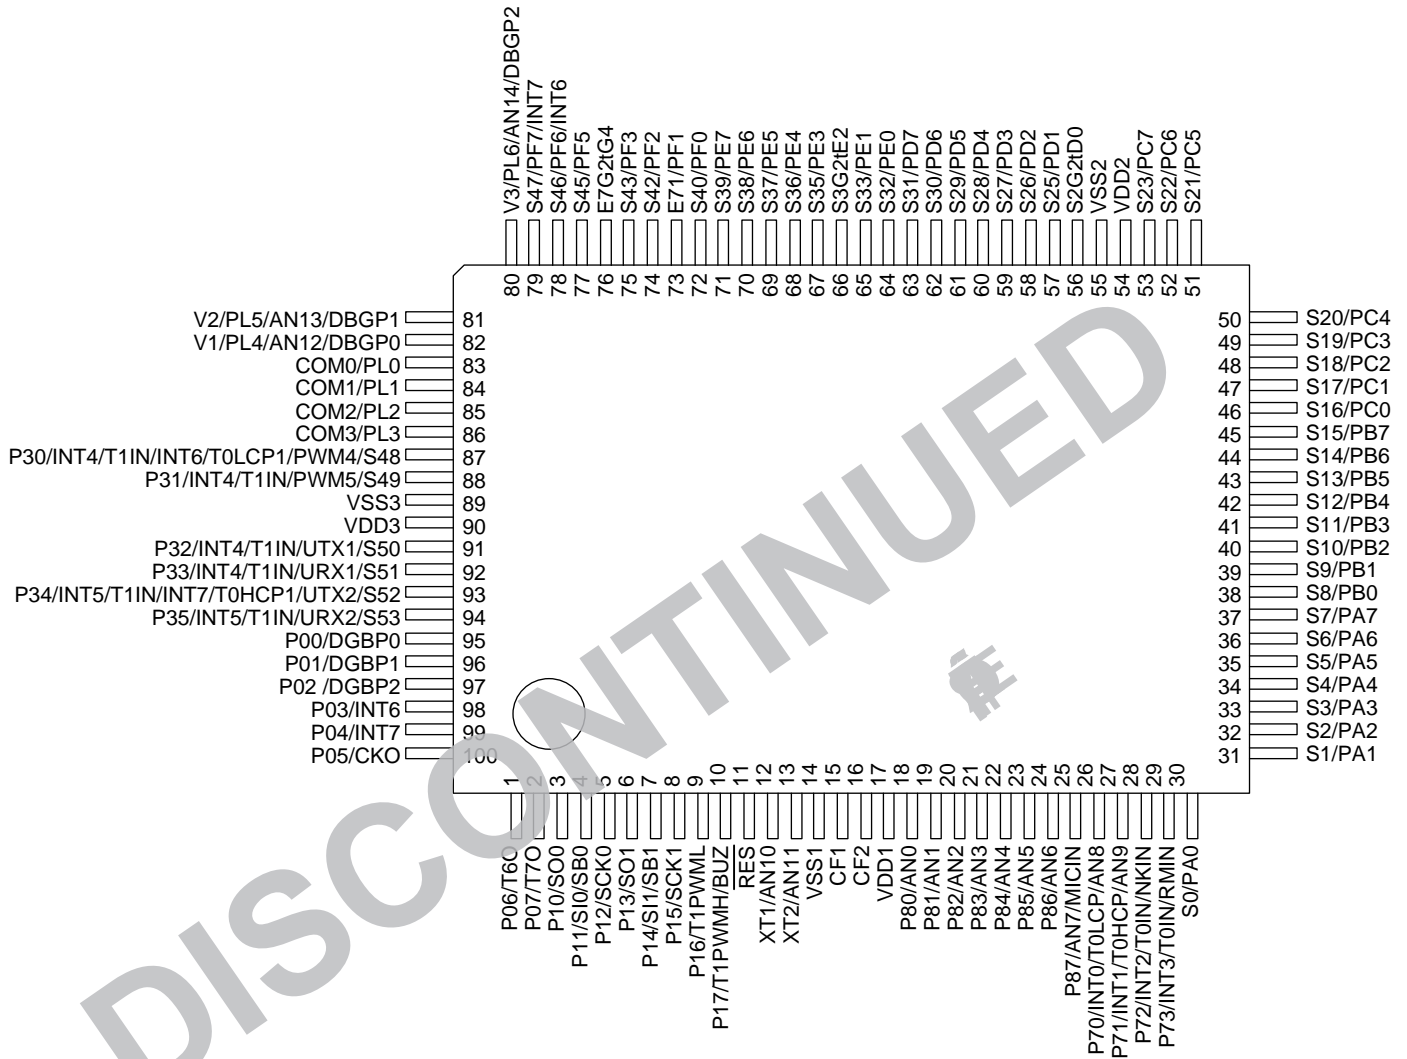 V3/PL6/AN14/DBGP2
S47/PF7/INT7
S46/PF6/INT6
S45/PF5
E7G2tG4
S43/PF3
S42/PF2
E71/PF1
S40/PF0
S39/PE7
S38/PE6
S37/PE5
S36/PE4
S35/PE3
S3G2tE2
S33/PE1
S32/PE0
S31/PD7
S30/PD6
S29/PD5
S28/PD4
S27/PD3
S26/PD2
S25/PD1
S2G2tD0
VSS2
VDD2
S23/PC7
S22/PC6
S21/PC5
80 79 78 77 76 75 74 73 72 71 70 69 68 67 66 65 64 63 62 61 60 59 58 57 56 55 54 53 52 51
V2/PL5/AN13/DBGP1 81
V1/PL4/AN12/DBGP0 82
COM0/PL0 83
COM1/PL1 84
COM2/PL2 85
COM3/PL3 86
P30/INT4/T1IN/INT6/T0LCP1/PWM4/S48 87
P31/INT4/T1IN/PWM5/S49 88
VSS3 89
VDD3 90
P32/INT4/T1IN/UTX1/S50 91
P33/INT4/T1IN/URX1/S51 92
P34/INT5/T1IN/INT7/T0HCP1/UTX2/S52 93
P35/INT5/T1IN/URX2/S53 94
P00/DGBP0 95
P01/DGBP1 96
P02 /DGBP2 97
P03/INT6 98
P04/INT7 99
P05/CKO 100
50 S20/PC4
49 S19/PC3
48 S18/PC2
47 S17/PC1
46 S16/PC0
45 S15/PB7
44 S14/PB6
43 S13/PB5
42 S12/PB4
41 S11/PB3
40 S10/PB2
39 S9/PB1
38 S8/PB0
37 S7/PA7
36 S6/PA6
35 S5/PA5
34 S4/PA4
33 S3/PA3
32 S2/PA2
31 S1/PA1
1 2 3 4 5 6 7 8 9 10 11 12 13 14 15 16 17 18 19 20 21 22 23 24 25 26 27 28 29 30
P06/T6O
P07/T7O
P10/SO0
P11/SI0/SB0
P12/SCK0
P13/SO1
P14/SI1/SB1
P15/SCK1
P16/T1PWML
P17/T1PWMH/BUZ
RES
XT1/AN10
XT2/AN11
VSS1
CF1
CF2
VDD1
P80/AN0
P81/AN1
P82/AN2
P83/AN3
P84/AN4
P85/AN5
P86/AN6
P87/AN7/MICIN
P70/INT0/T0LCP/AN8
P71/INT1/T0HCP/AN9
P72/INT2/T0IN/NKIN
P73/INT3/T0IN/RMIN
S0/PA0
DISCONTINUED